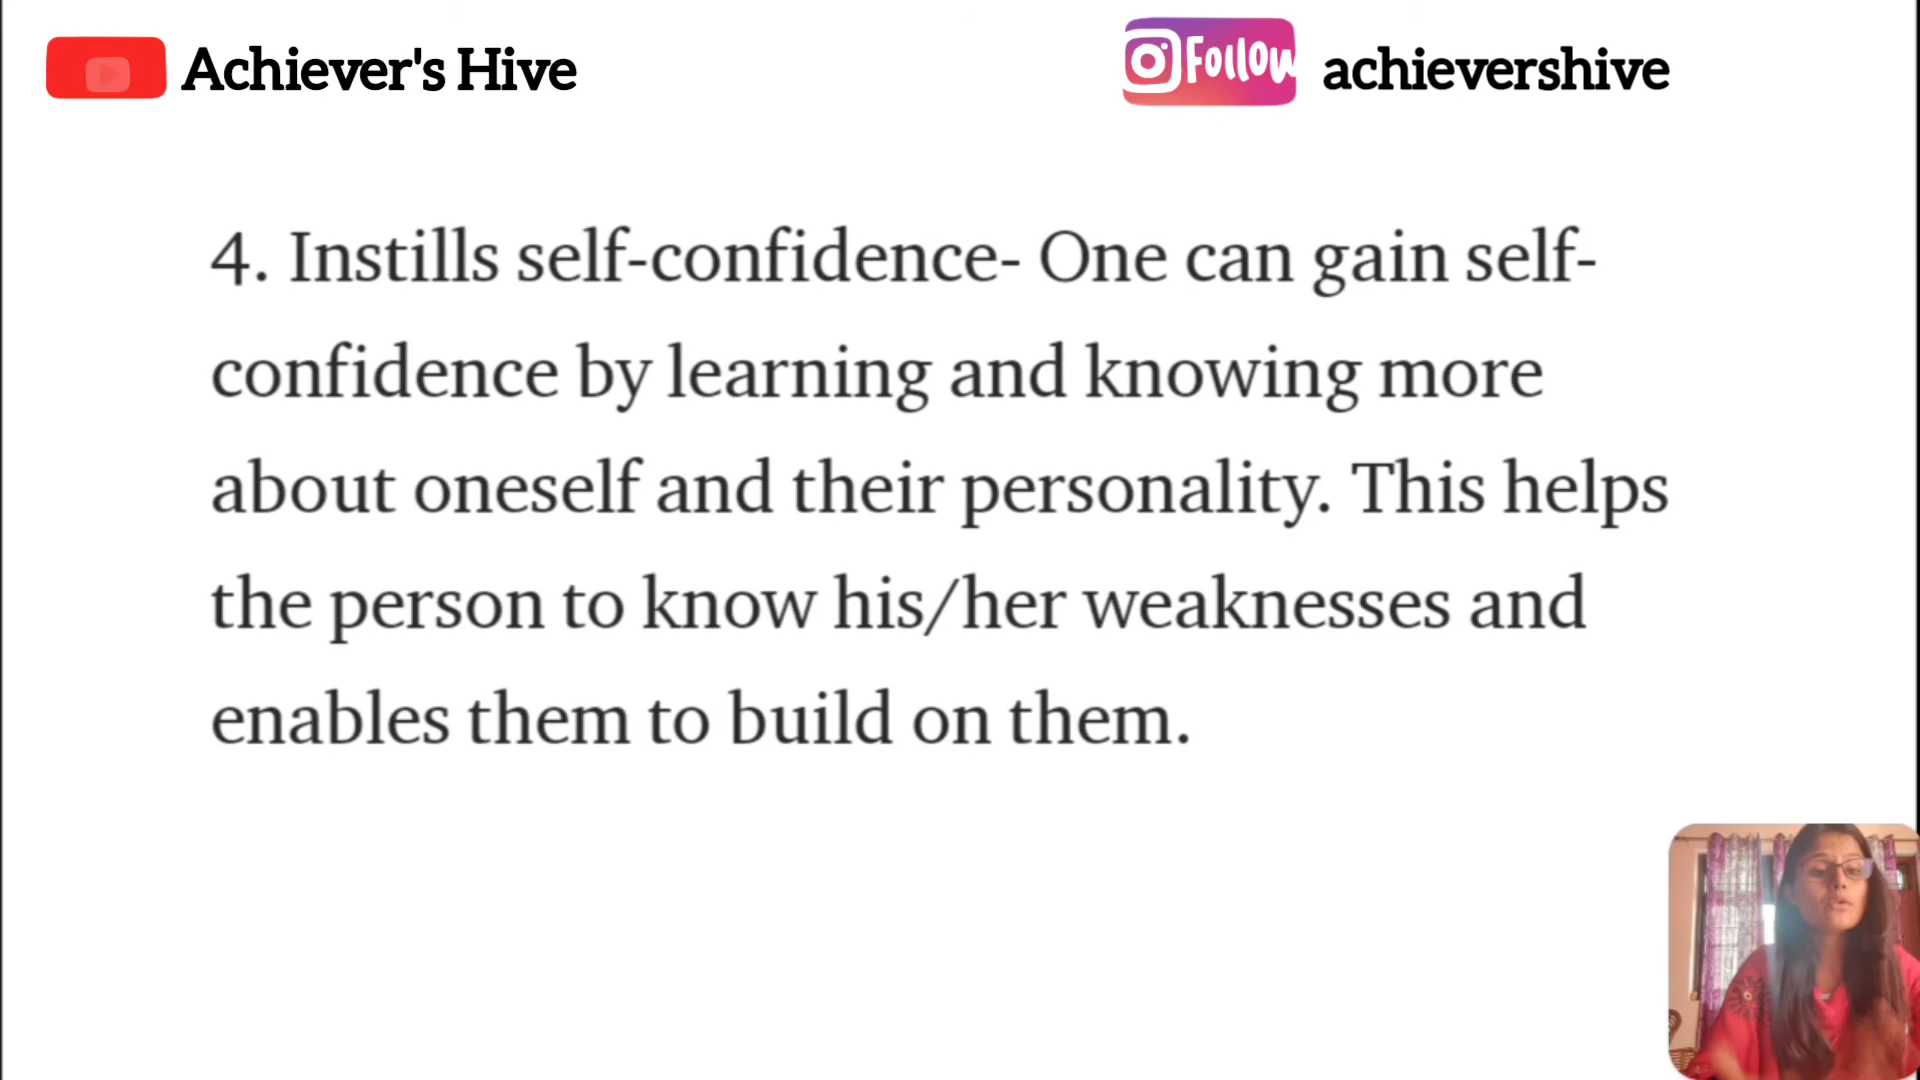 Achiever's Hive
Follow achievershive
4. Instills self-confidence- One can gain self-
confidence by learning and knowing more
about oneself and their personality. This helps
the person to know his/her weaknesses and
enables them to build on them.